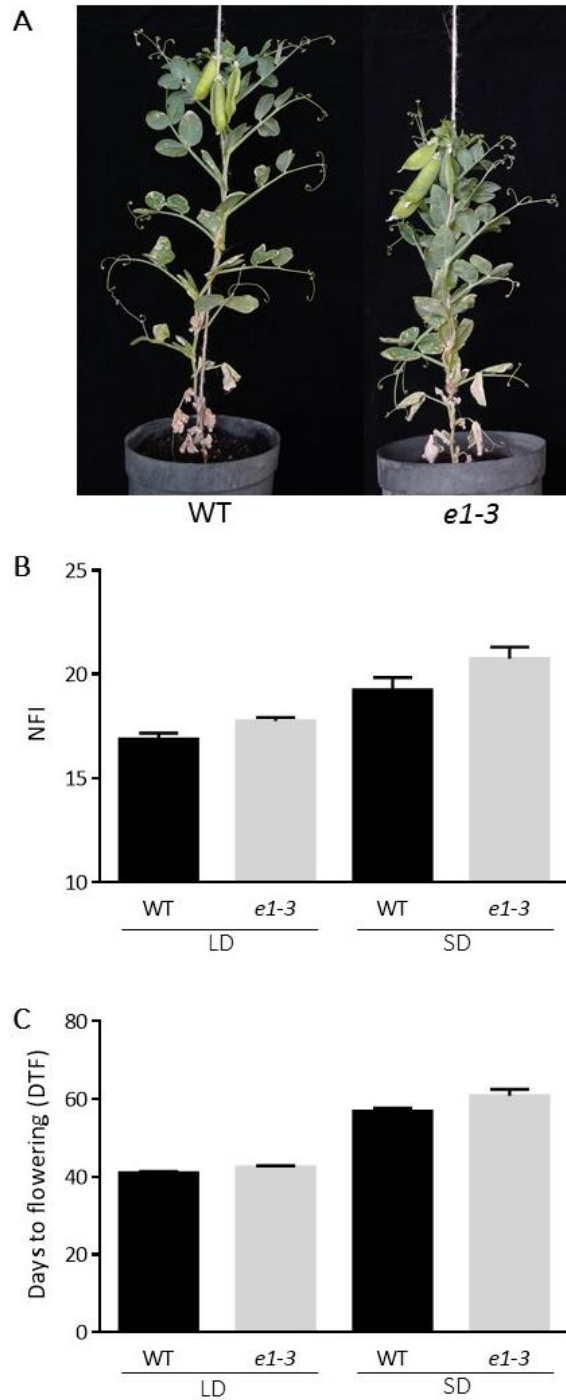 A
WT e1-3
B
25
20
15
10
NFI
WT e1-3 WT e1-3
LD SD
C
80
60
40
20
0
Days to flowering (DTF)
WT e1-3 WT e1-3
LD SD